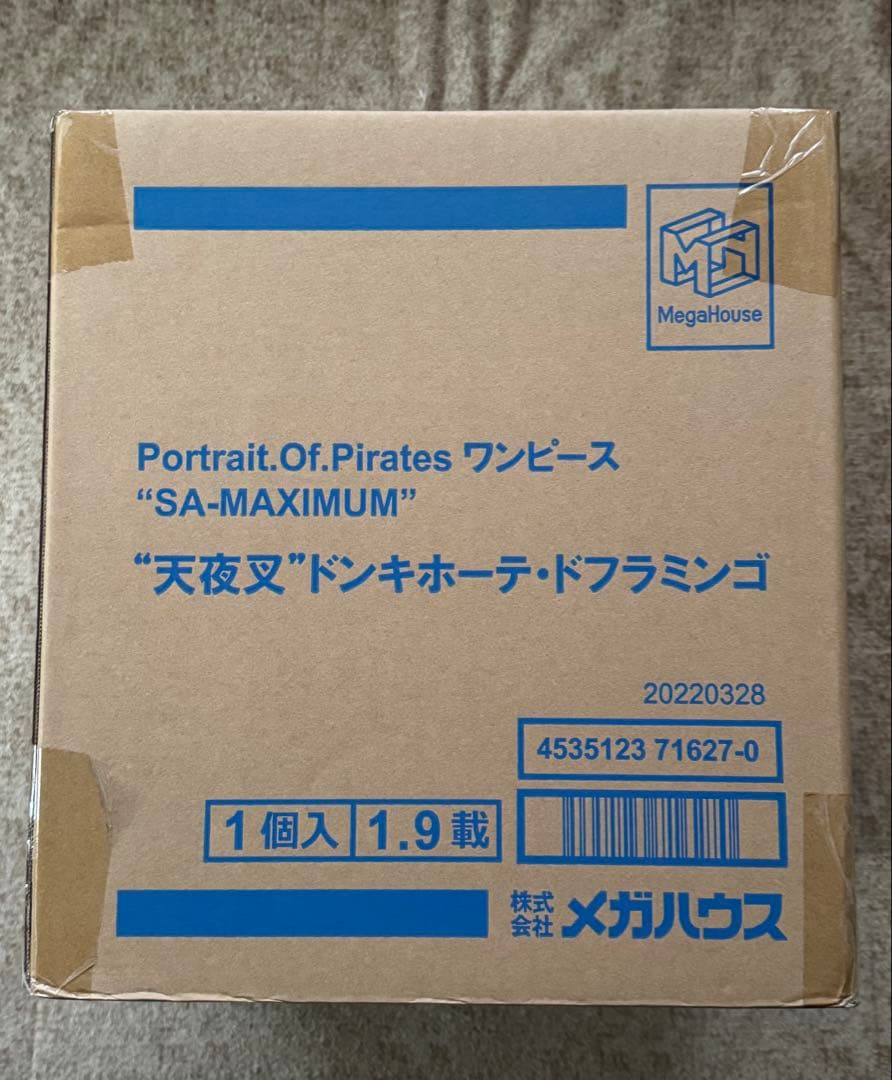 MegaHouse
Portrait.Of.Pirates ワンピース
“SA-MAXIMUM”
“天夜叉”ドンキホーテ・ドフラミンゴ
20220328
4535123 71627-0
1個入 1.9載
株式会社 メガハウス